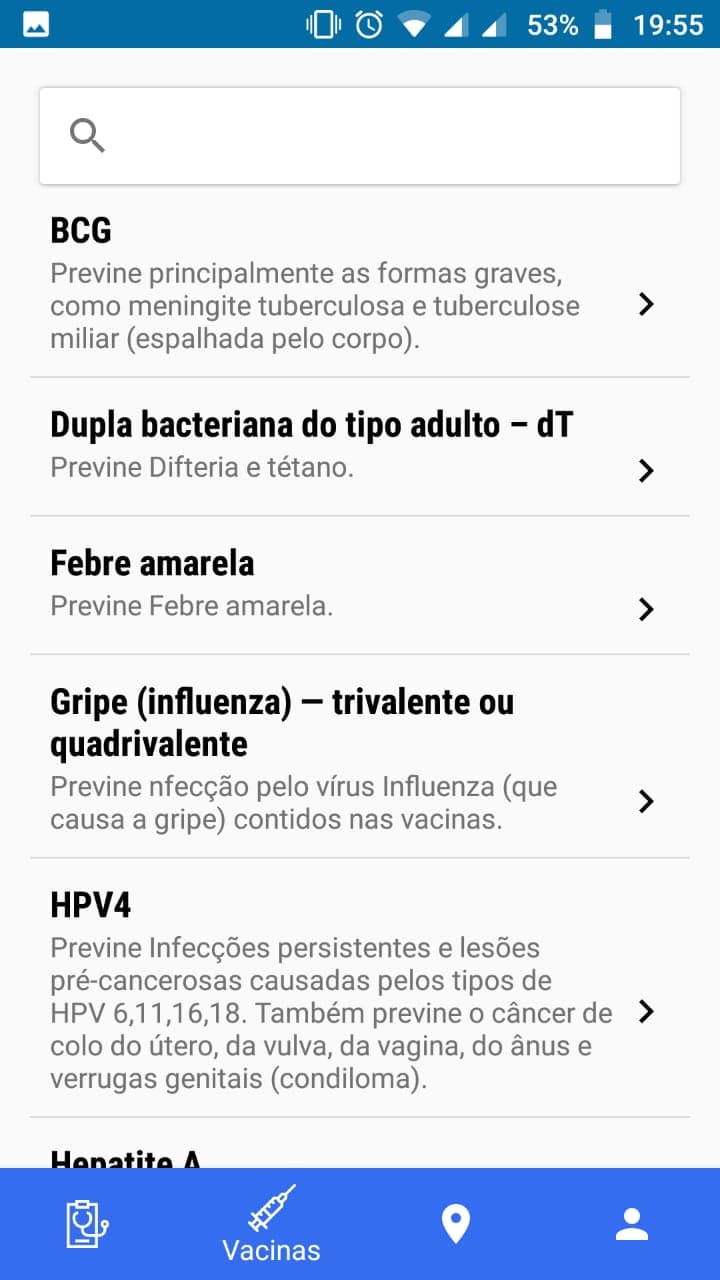 53% 19:55
BCG
Previne principalmente as formas graves,
como meningite tuberculosa e tuberculose
miliar (espalhada pelo corpo).
Dupla bacteriana do tipo adulto – dT
Previne Difteria e tétano.
Febre amarela
Previne Febre amarela.
Gripe (influenza) — trivalente ou
quadrivalente
Previne nfecção pelo vírus Influenza (que
causa a gripe) contidos nas vacinas.
HPV4
Previne Infecções persistentes e lesões
pré-cancerosas causadas pelos tipos de
HPV 6,11,16,18. Também previne o câncer de
colo do útero, da vulva, da vagina, do ânus e
verrugas genitais (condiloma).
Hepatite A
Vacinas